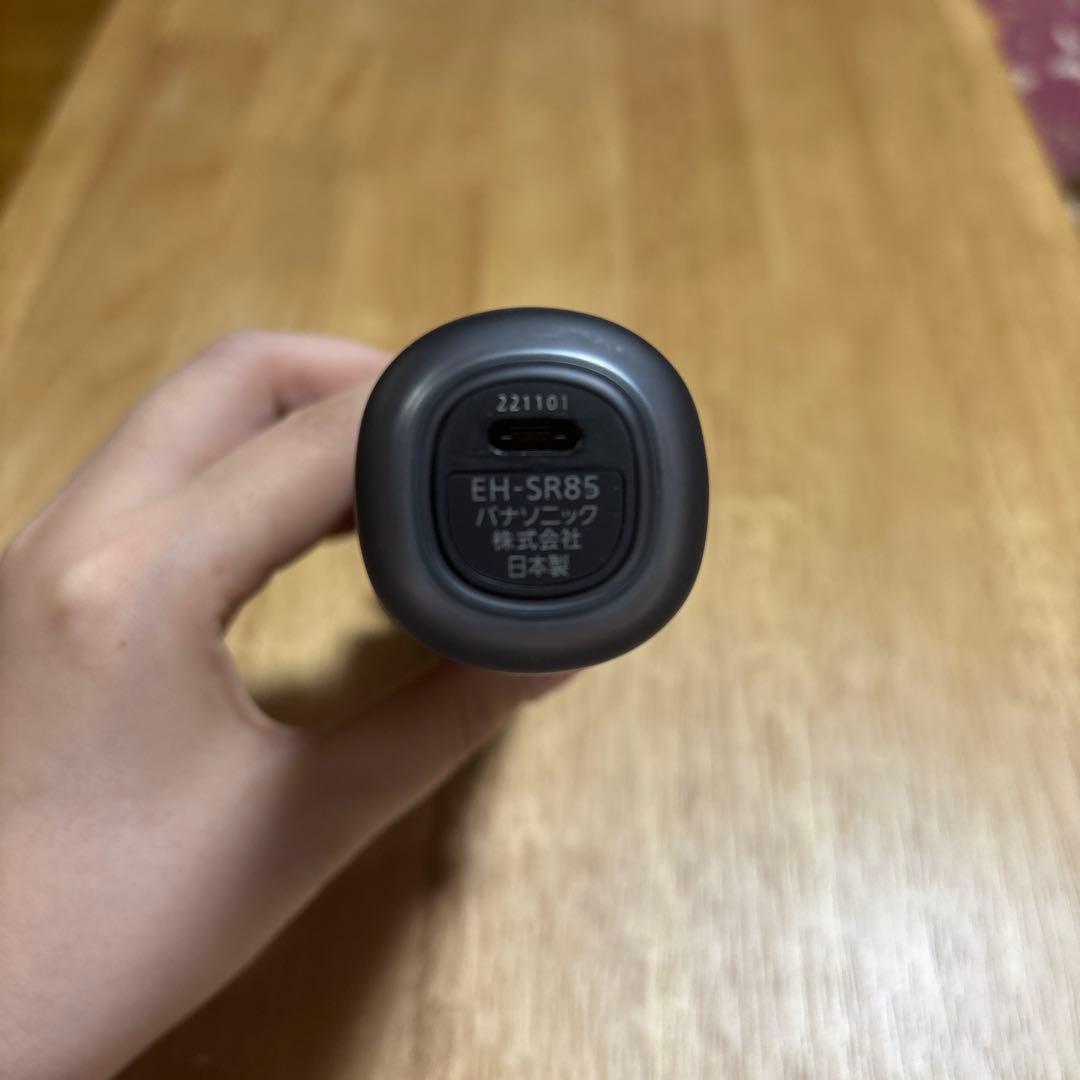 221101
EH-SR85
パナソニック
株式会社
日本製